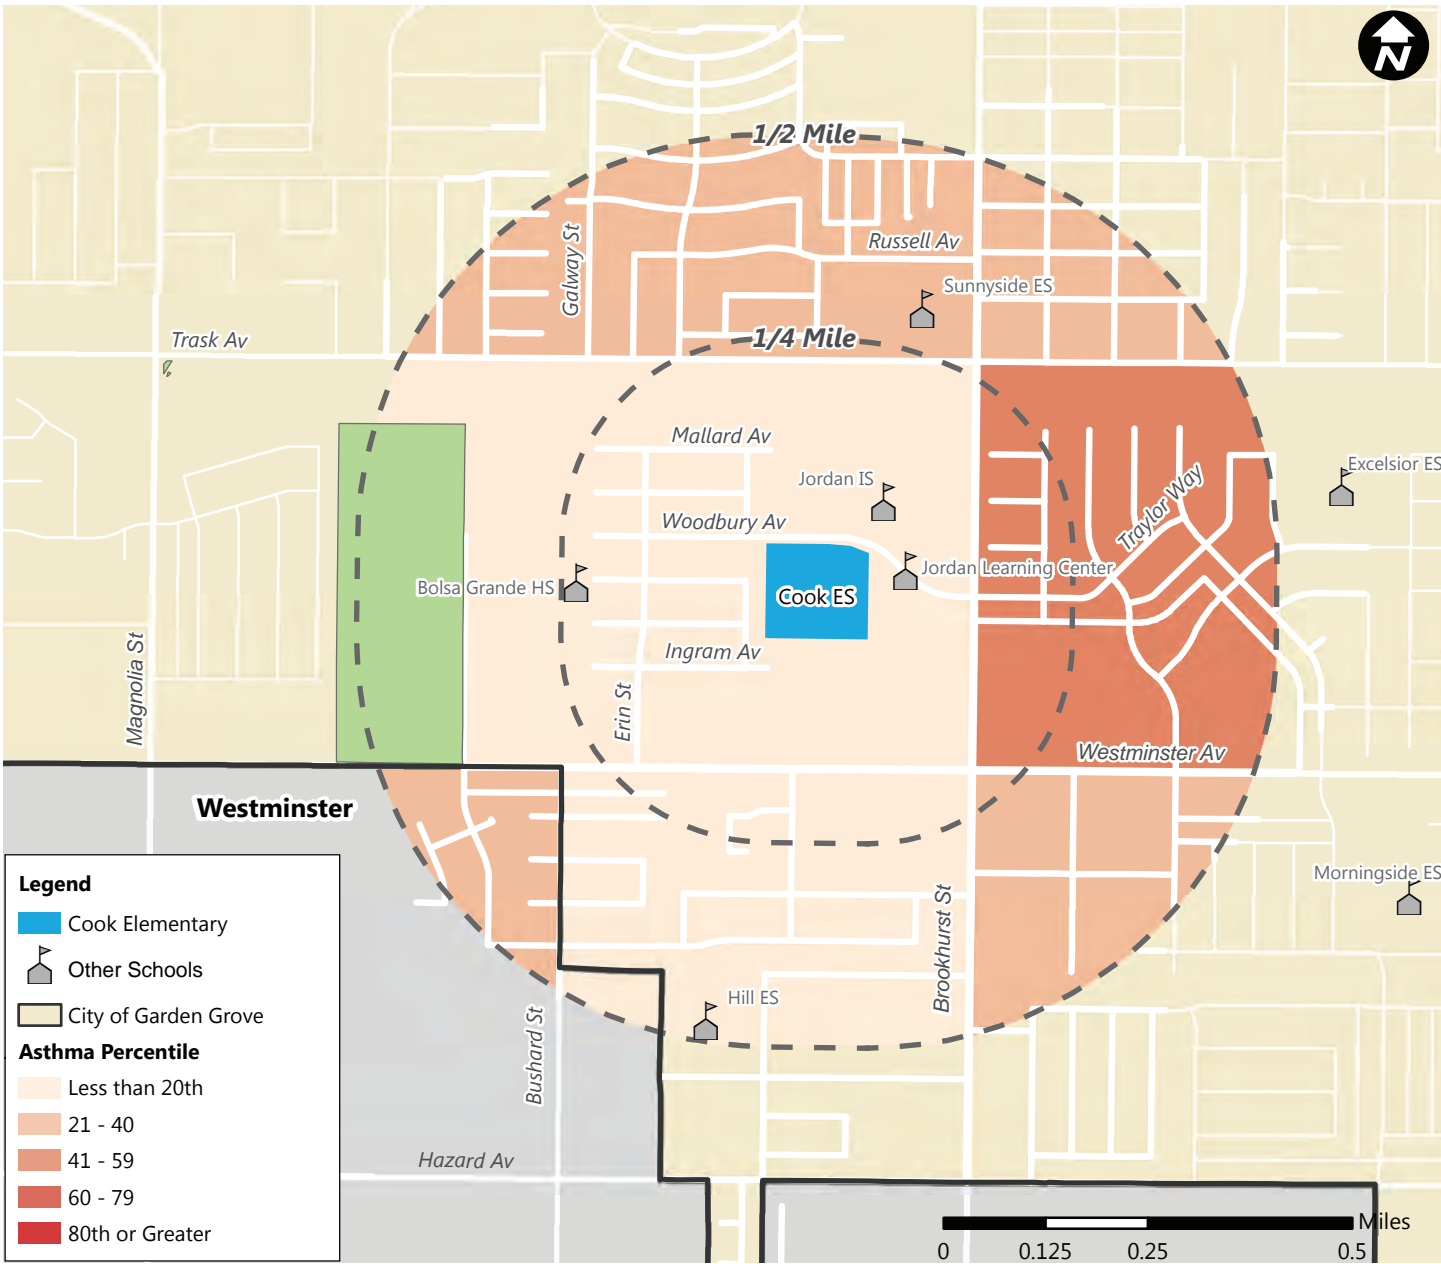 N
1/2 Mile
Galway St
Russell Av
Sunnyside ES
1/4 Mile
Trask Av
Mallard Av
Jordan IS
Excelsior ES
Traylor Way
Woodbury Av
Jordan Learning Center
Bolsa Grande HS
Cook ES
Ingram Av
Magnolia St
Erin St
Westminster Av
Westminster
Morningside ES
Brookhurst St
Hill ES
Bushard St
Hazard Av
Legend
Cook Elementary
Other Schools
City of Garden Grove
Asthma Percentile
Less than 20th
21 - 40
41 - 59
60 - 79
80th or Greater
Miles
0 0.125 0.25 0.5